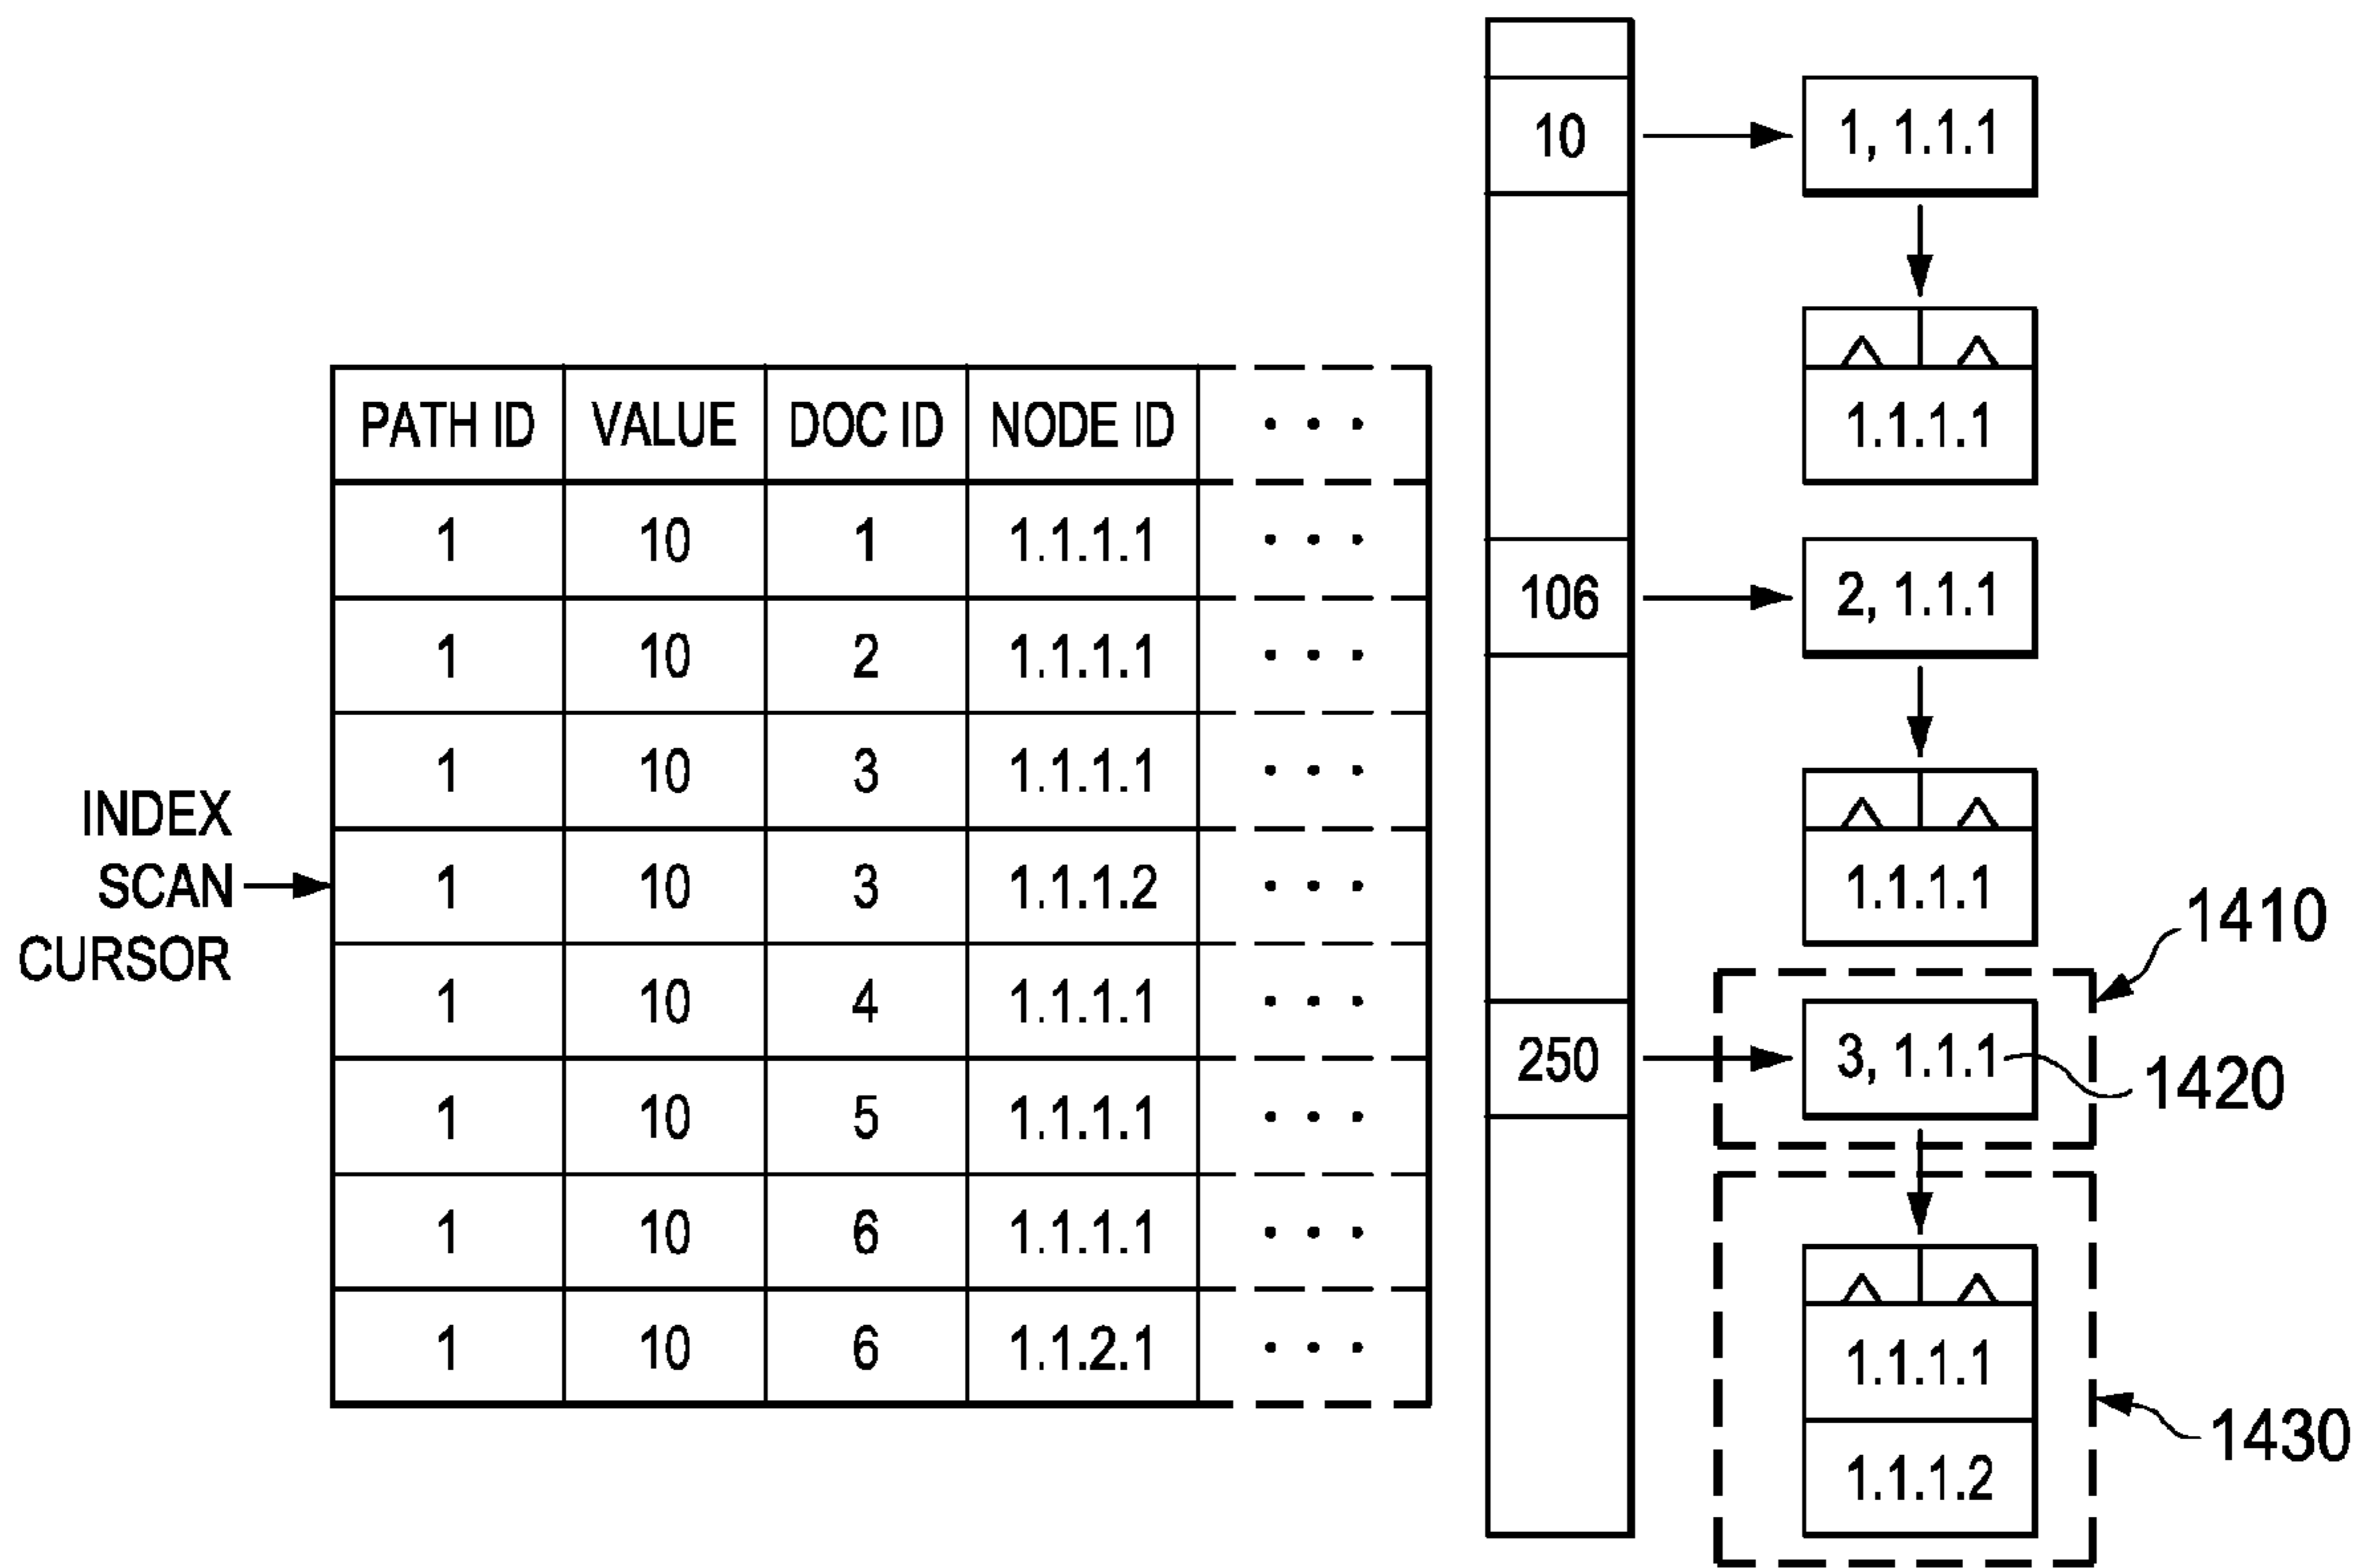 PATH ID VALUE DOC ID NODE ID ...
1 10 1 1.1.1.1 ...
1 10 2 1.1.1.1 ...
1 10 3 1.1.1.1 ...
1 10 3 1.1.1.2 ...
1 10 4 1.1.1.1 ...
1 10 5 1.1.1.1 ...
1 10 6 1.1.1.1 ...
1 10 6 1.1.2.1 ...
INDEX
SCAN
CURSOR
10
1, 1.1.1
1.1.1.1
106
2, 1.1.1
1.1.1.1
250
3, 1.1.1
1.1.1.1
1.1.1.2
1410
1420
1430